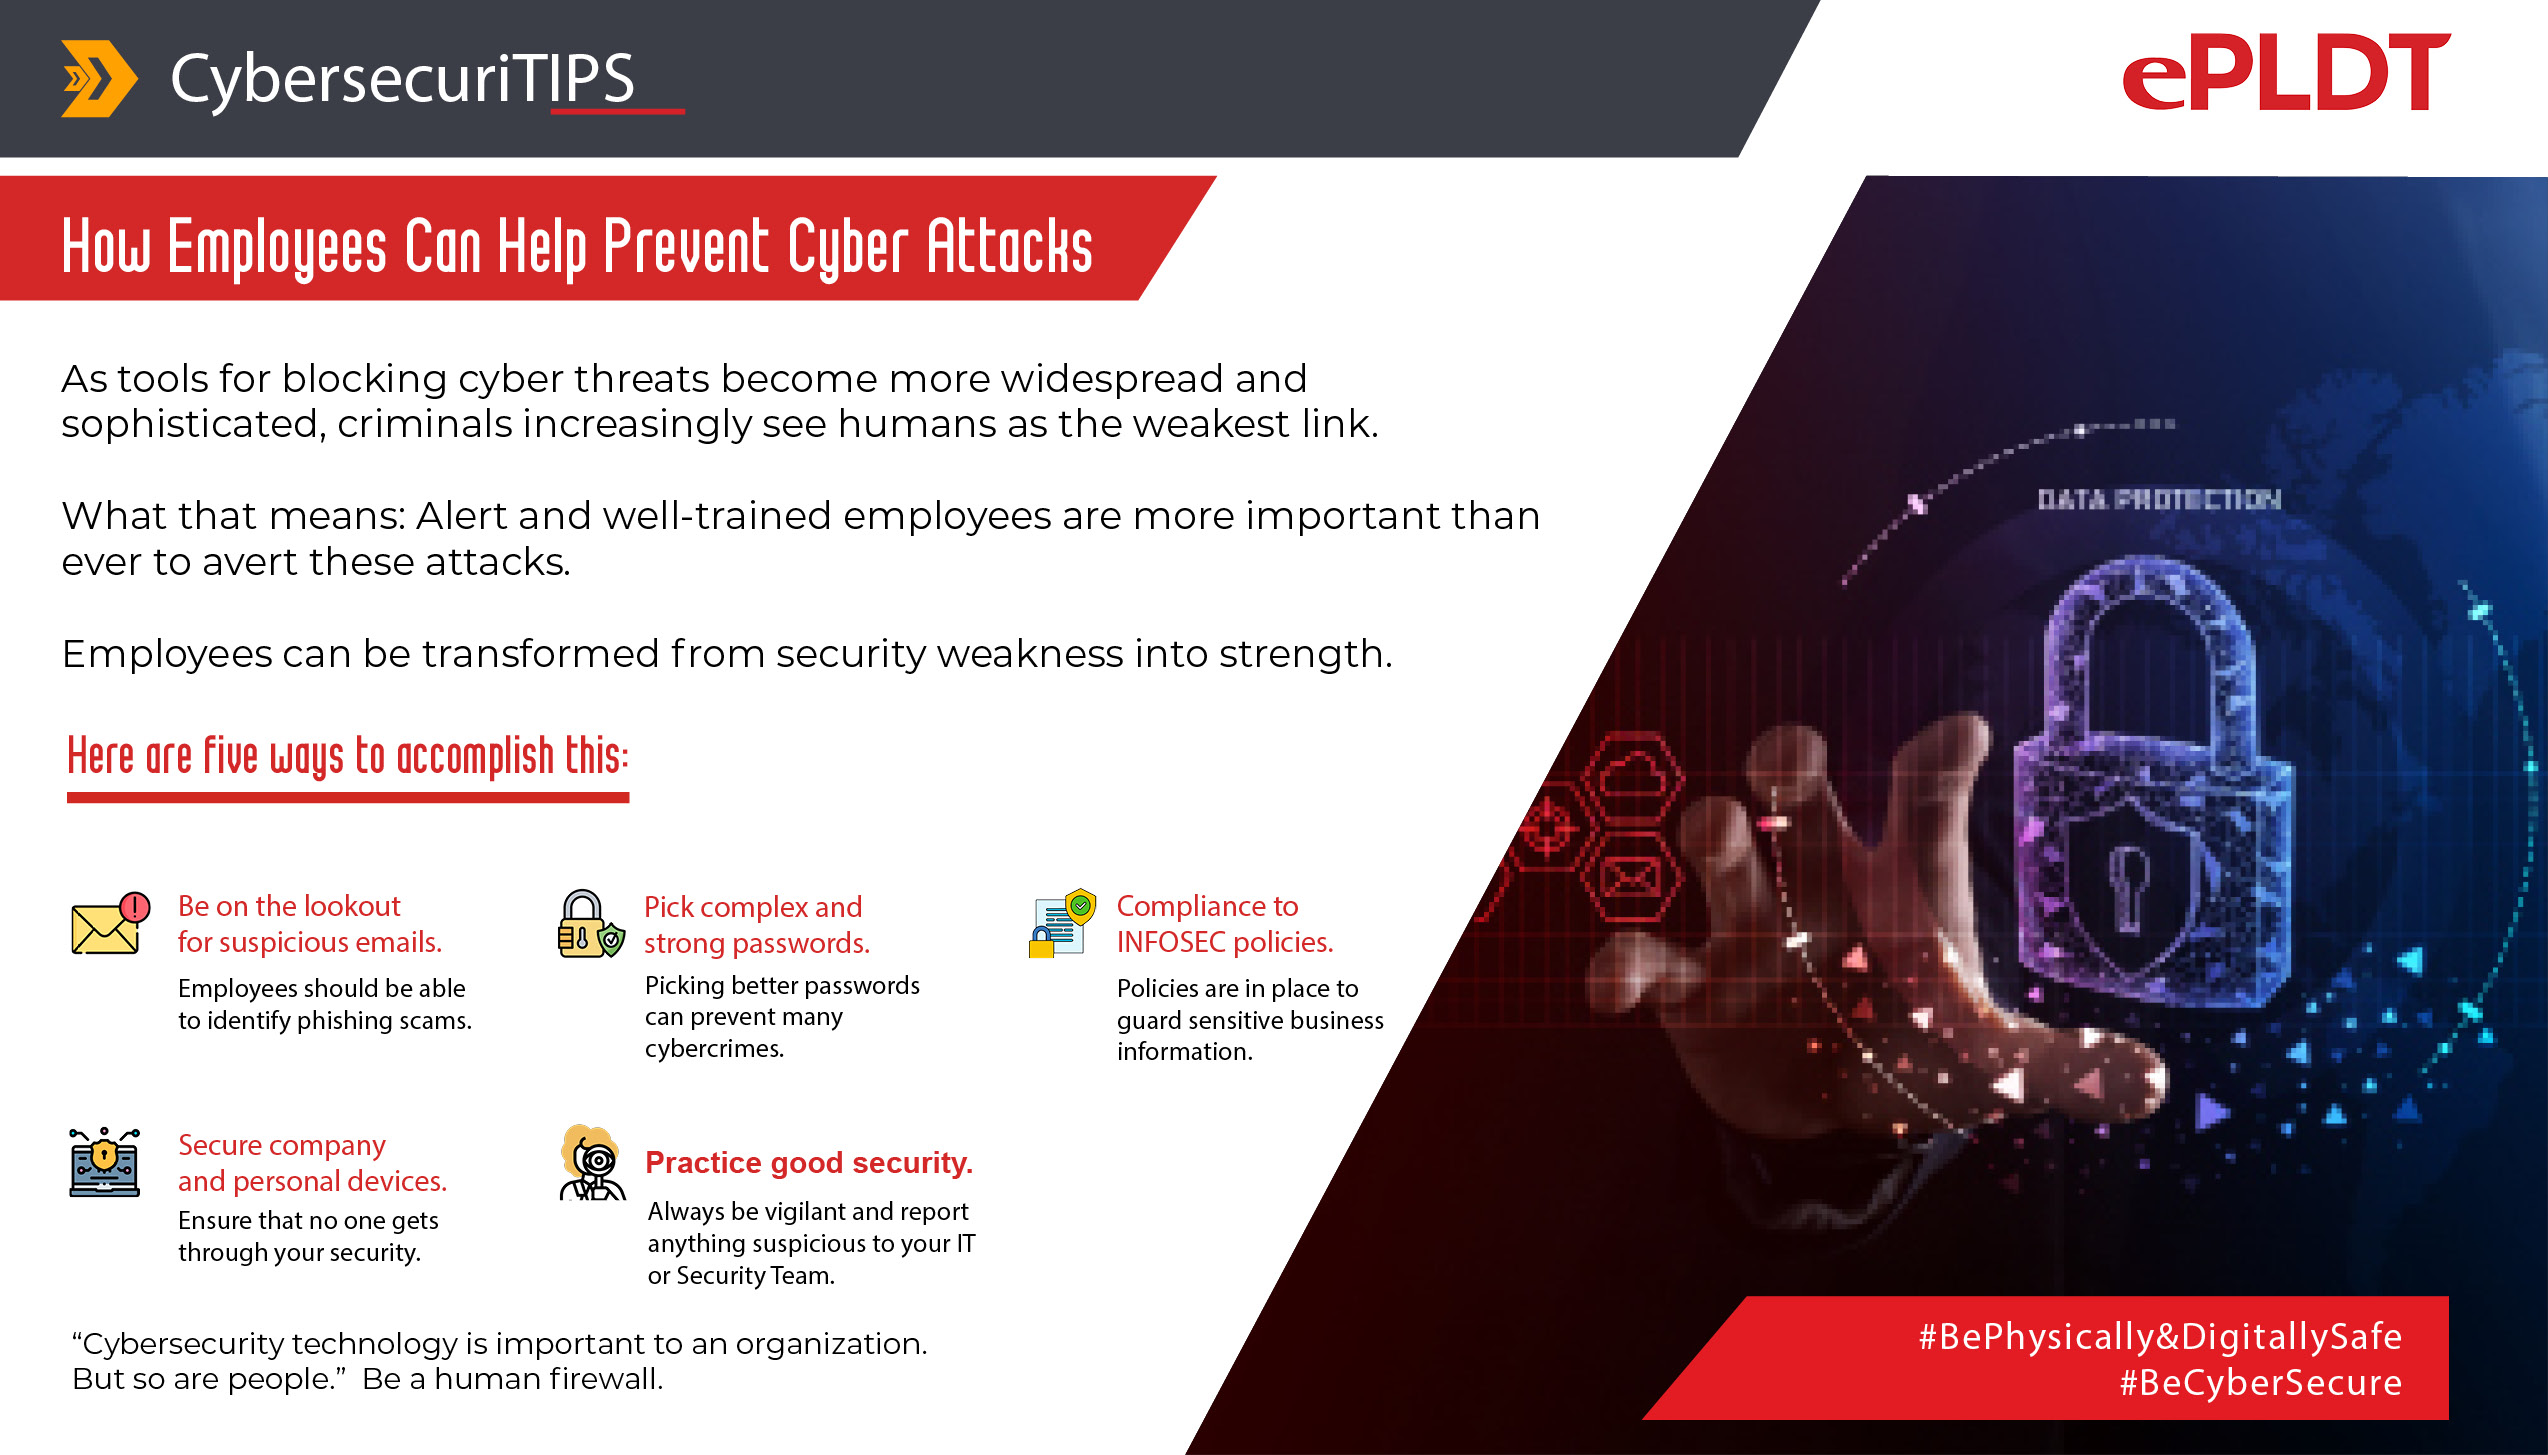 CybersecuriTIPS
ePLDT
How Employees Can Help Prevent Cyber Attacks
As tools for blocking cyber threats become more widespread and
sophisticated, criminals increasingly see humans as the weakest link.
What that means: Alert and well-trained employees are more important than
ever to avert these attacks.
Employees can be transformed from security weakness into strength.
DATA PROTECTION
Here are five ways to accomplish this:
Be on the lookout
for suspicious emails.
Employees should be able
to identify phishing scams.
Pick complex and
strong passwords.
Picking better passwords
can prevent many
cybercrimes.
Compliance to
INFOSEC policies.
Policies are in place to
guard sensitive business
information.
Secure company
and personal devices.
Ensure that no one gets
through your security.
Practice good security.
Always be vigilant and report
anything suspicious to your IT
or Security Team.
“Cybersecurity technology is important to an organization.
But so are people.”  Be a human firewall.
#BePhysically&DigitallySafe
#BeCyberSecure